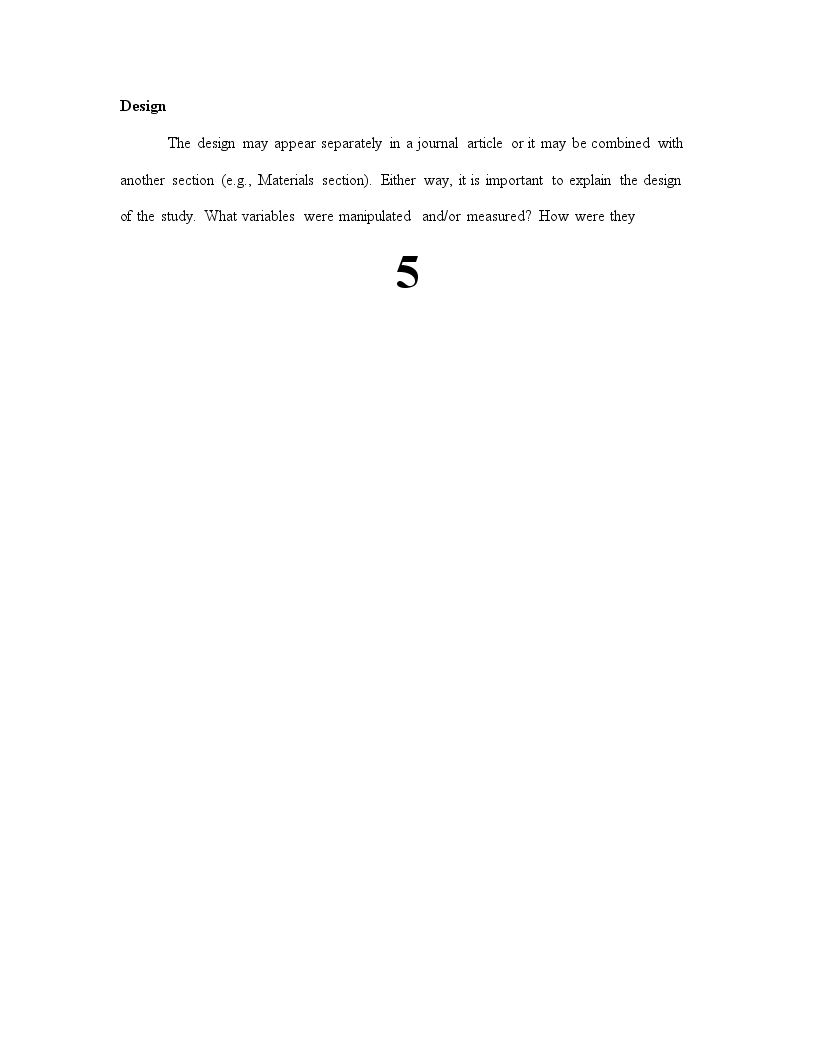 Design
The design may appear separately in a journal article or it may be combined with
another section (e.g., Materials section). Either way, it is important to explain the design
of the study. What variables were manipulated and/or measured? How were they
5